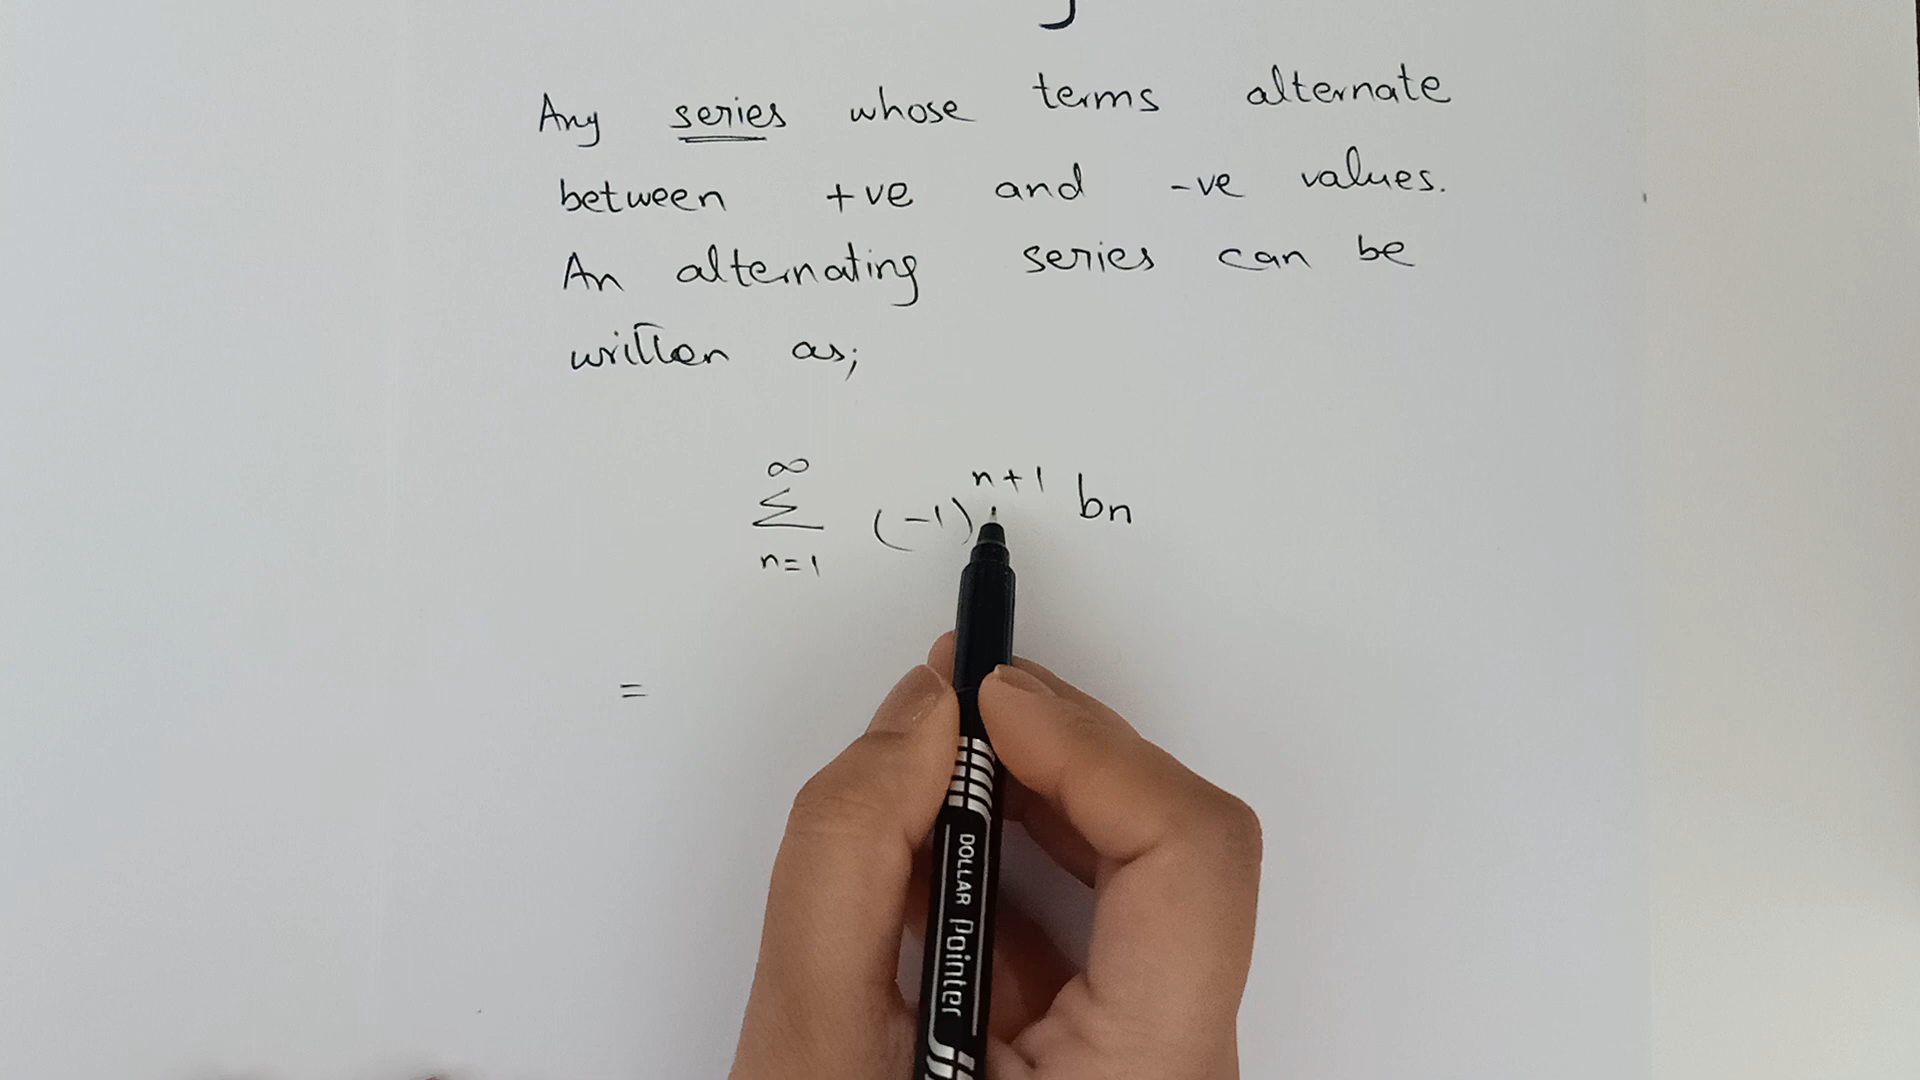 Any series whose terms alternate
between +ve and -ve values.
An alternating series can be
written as;
∞
Σ (-1)^{n+1} bn
n=1
=
DOLLAR Pointer